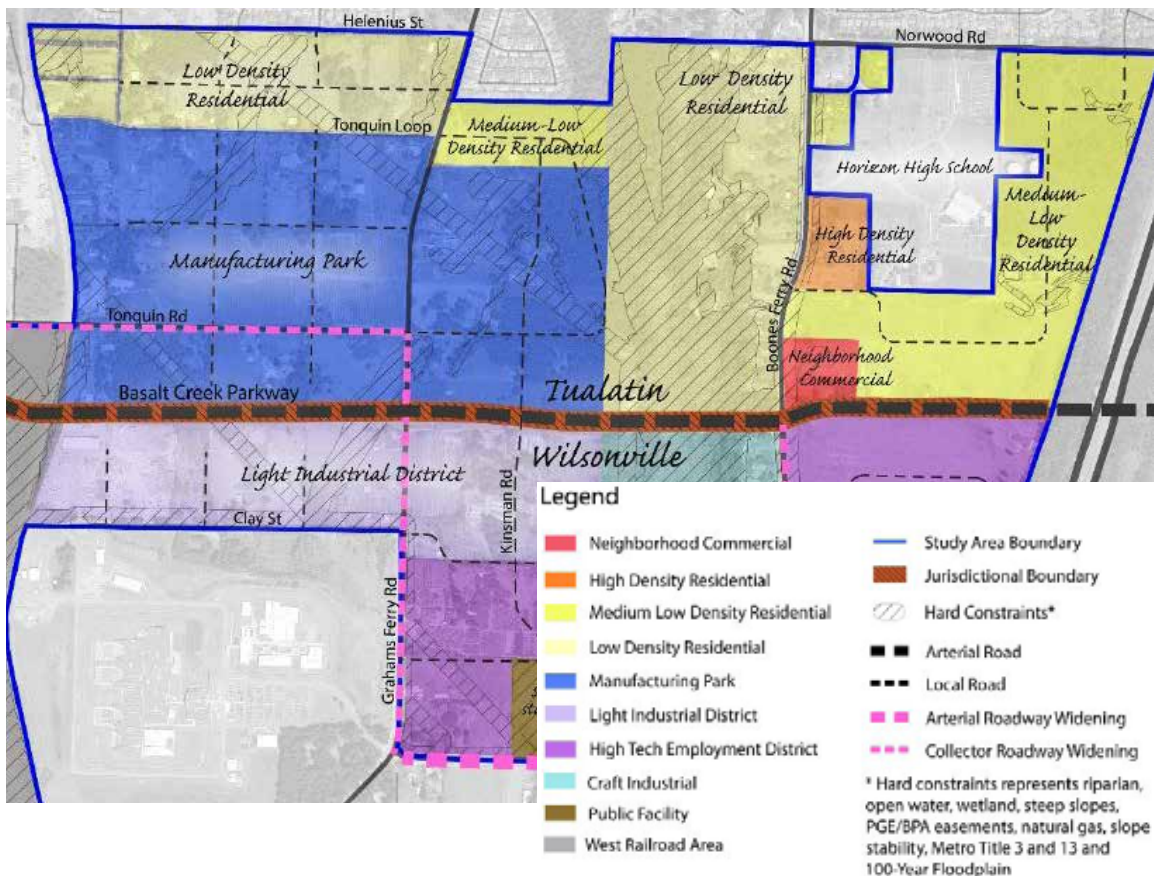 Helenius St
Norwood Rd
Low Density
Residential
Low Density
Residential
Tonquin Loop
Medium-Low
Density Residential
Horizon High School
Medium-
Low
Density
Residential
High Density
Residential
Manufacturing Park
Boones Ferry Rd
Tonquin Rd
Neighborhood
Commercial
Basalt Creek Parkway
Tualatin
Wilsonville
Light Industrial District
Kinsman Rd
Clay St
Grahams Ferry Rd
Legend
Neighborhood Commercial
High Density Residential
Medium Low Density Residential
Low Density Residential
Manufacturing Park
Light Industrial District
High Tech Employment District
Craft Industrial
Public Facility
West Railroad Area
Study Area Boundary
Jurisdictional Boundary
Hard Constraints*
Arterial Road
Local Road
Arterial Roadway Widening
Collector Roadway Widening
* Hard constraints represents riparian,
open water, wetland, steep slopes,
PGE/BPA easements, natural gas, slope
stability, Metro Title 3 and 13 and
100-Year Floodplain